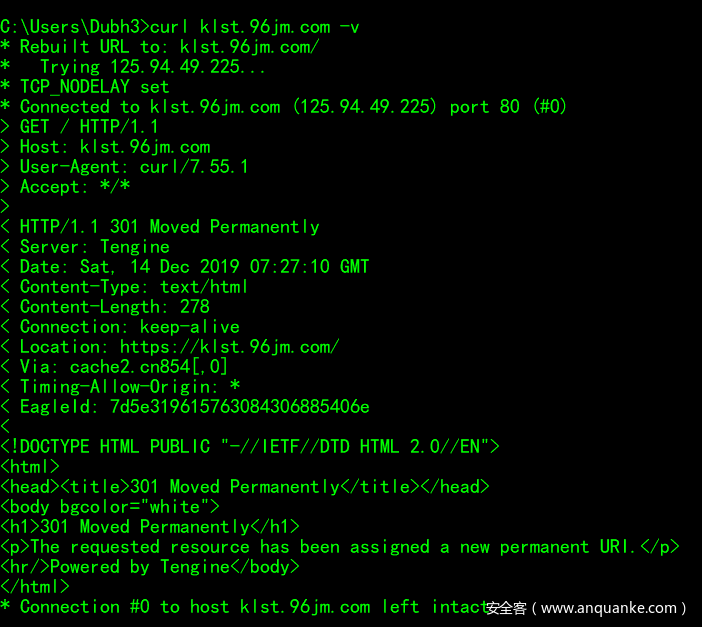 C:\Users\Dubh3>curl klst.96jm.com -v
* Rebuilt URL to: klst.96jm.com/
*   Trying 125.94.49.225...
* TCP_NODELAY set
* Connected to klst.96jm.com (125.94.49.225) port 80 (#0)
> GET / HTTP/1.1
> Host: klst.96jm.com
> User-Agent: curl/7.55.1
> Accept: */*
>
< HTTP/1.1 301 Moved Permanently
< Server: Tengine
< Date: Sat, 14 Dec 2019 07:27:10 GMT
< Content-Type: text/html
< Content-Length: 278
< Connection: keep-alive
< Location: https://klst.96jm.com/
< Via: cache2.cn854[,0]
< Timing-Allow-Origin: *
< EagleId: 7d5e319615763084306885406e
<
<!DOCTYPE HTML PUBLIC "-//IETF//DTD HTML 2.0//EN">
<html>
<head><title>301 Moved Permanently</title></head>
<body bgcolor="white">
<h1>301 Moved Permanently</h1>
<p>The requested resource has been assigned a new permanent URI.</p>
<hr/>Powered by Tengine</body>
</html>
* Connection #0 to host klst.96jm.com left intact
安全客（www.anquanke.com）